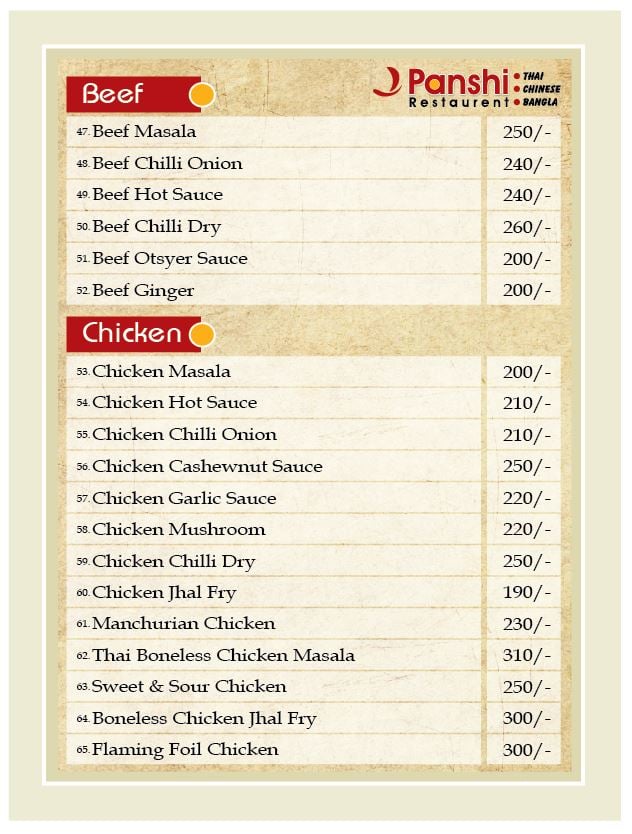 Beef
Panshi
Restaurent
THAI
CHINESE
BANGLA
47. Beef Masala 250/-
48. Beef Chilli Onion 240/-
49. Beef Hot Sauce 240/-
50. Beef Chilli Dry 260/-
51. Beef Otsyer Sauce 200/-
52. Beef Ginger 200/-
Chicken
53. Chicken Masala 200/-
54. Chicken Hot Sauce 210/-
55. Chicken Chilli Onion 210/-
56. Chicken Cashewnut Sauce 250/-
57. Chicken Garlic Sauce 220/-
58. Chicken Mushroom 220/-
59. Chicken Chilli Dry 250/-
60. Chicken Jhal Fry 190/-
61. Manchurian Chicken 230/-
62. Thai Boneless Chicken Masala 310/-
63. Sweet & Sour Chicken 250/-
64. Boneless Chicken Jhal Fry 300/-
65. Flaming Foil Chicken 300/-